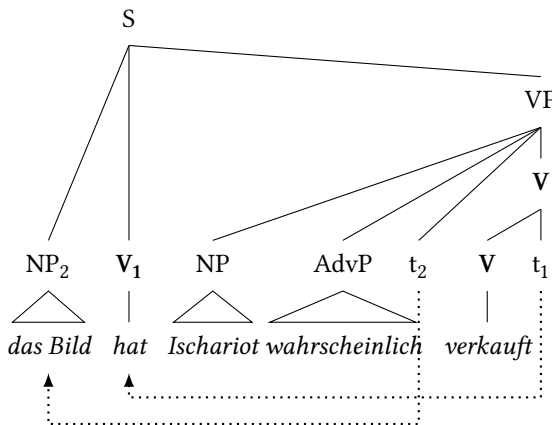 S
VP
V
NP₂ V₁ NP AdvP t₂ V t₁
das Bild hat Ischariot wahrscheinlich verkauft